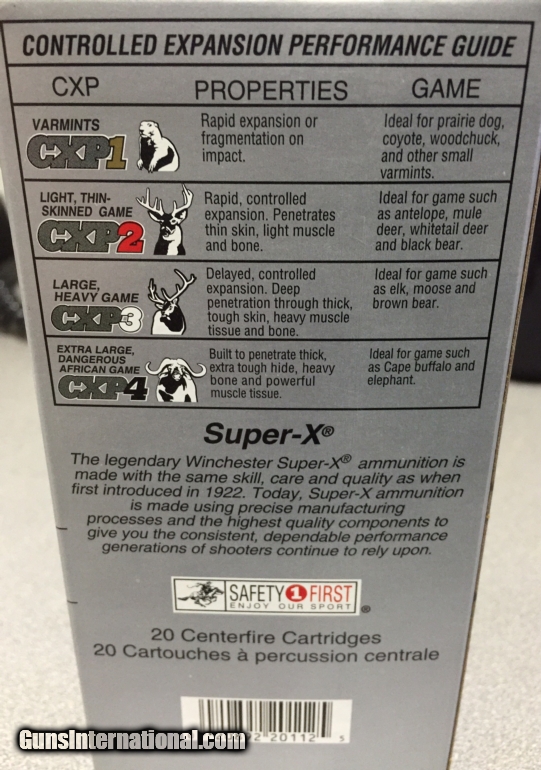 CONTROLLED EXPANSION PERFORMANCE GUIDE
CXP PROPERTIES GAME
VARMINTS
CXP1
Rapid expansion or
fragmentation on
impact.
Ideal for prairie dog,
coyote, woodchuck,
and other small
varmints.
LIGHT, THIN-
SKINNED GAME
CXP2
Rapid, controlled
expansion. Penetrates
thin skin, light muscle
and bone.
Ideal for game such
as antelope, mule
deer, whitetail deer
and black bear.
LARGE,
HEAVY GAME
CXP3
Delayed, controlled
expansion. Deep
penetration through thick,
tough skin, heavy muscle
tissue and bone.
Ideal for game such
as elk, moose and
brown bear.
EXTRA LARGE,
DANGEROUS
AFRICAN GAME
CXP4
Built to penetrate thick,
extra tough hide, heavy
bone and powerful
muscle tissue.
Ideal for game such
as Cape buffalo and
elephant.
Super-X®
The legendary Winchester Super-X® ammunition is
made with the same skill, care and quality as when
first introduced in 1922. Today, Super-X ammunition
is made using precise manufacturing
processes and the highest quality components to
give you the consistent, dependable performance
generations of shooters continue to rely upon.
SAFETY 1 FIRST
ENJOY OUR SPORT ®
20 Centerfire Cartridges
20 Cartouches à percussion centrale
20112 5
GunsInternational.com